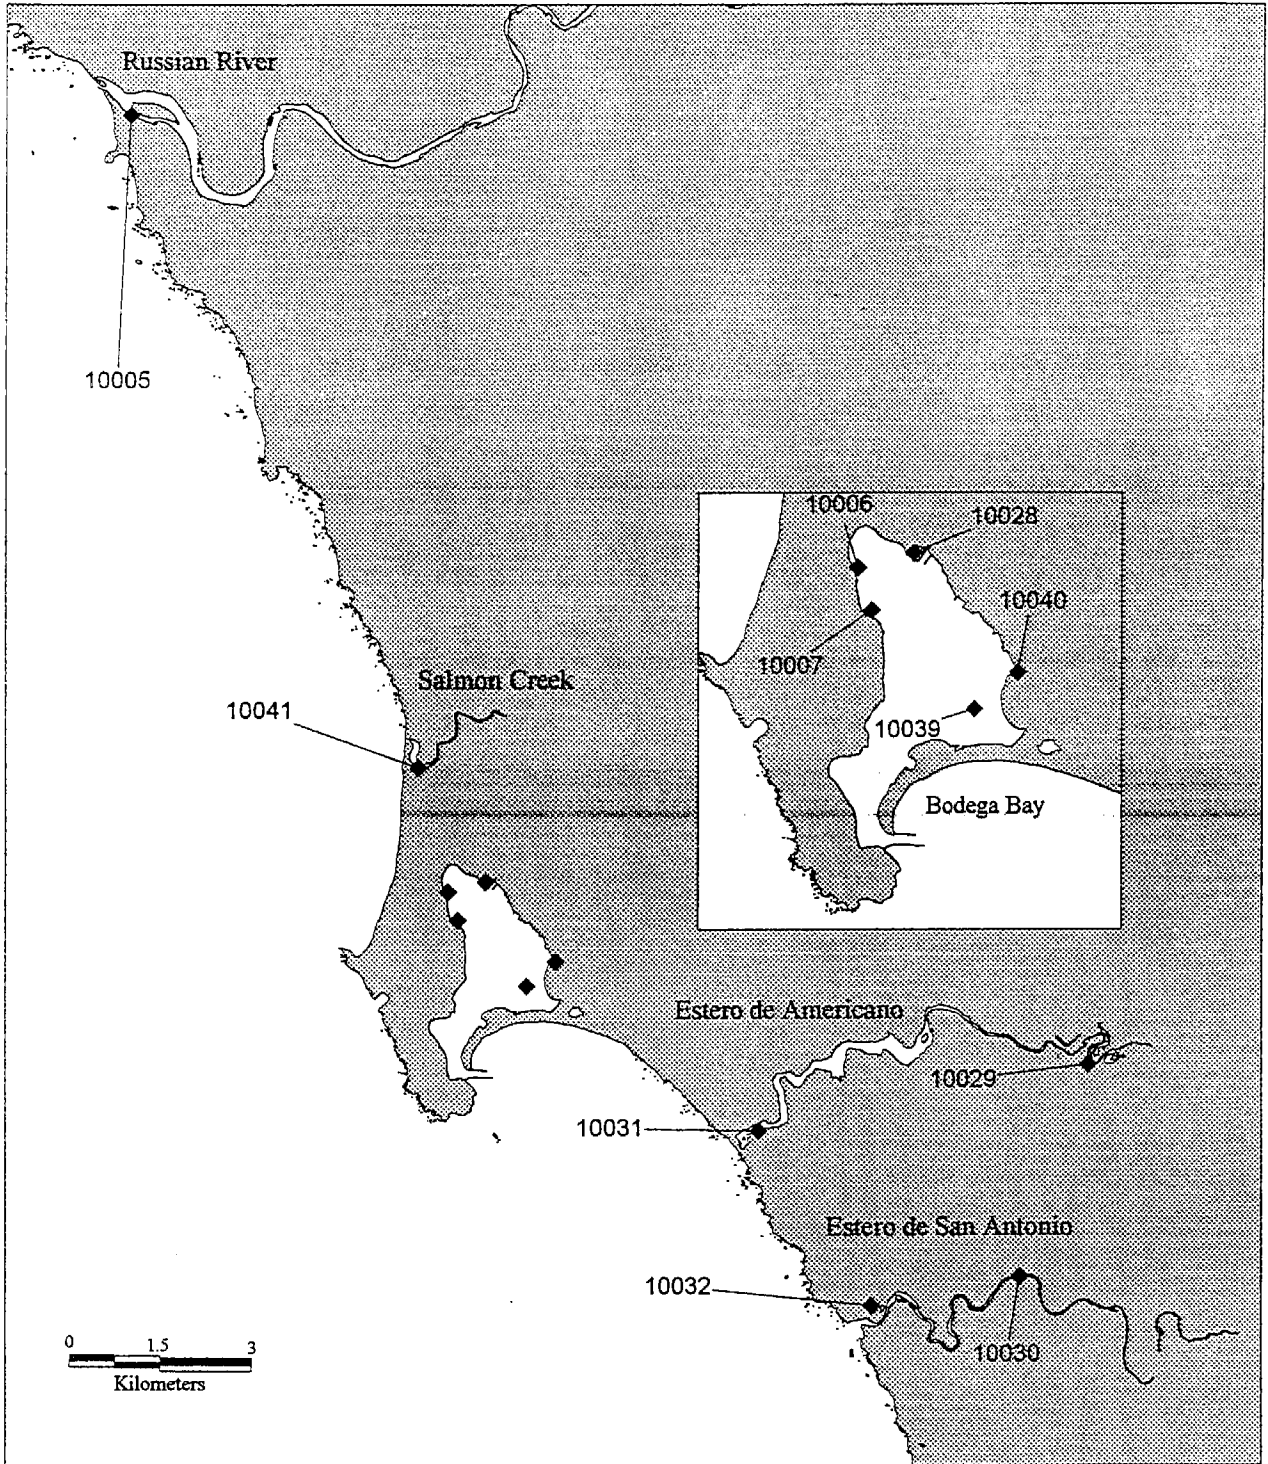 Russian River
10005
10006
10028
10040
10007
Salmon Creek
10041
10039
Bodega Bay
Estero de Americano
10029
10031
Estero de San Antonio
10032
10030
0 1.5 3
Kilometers